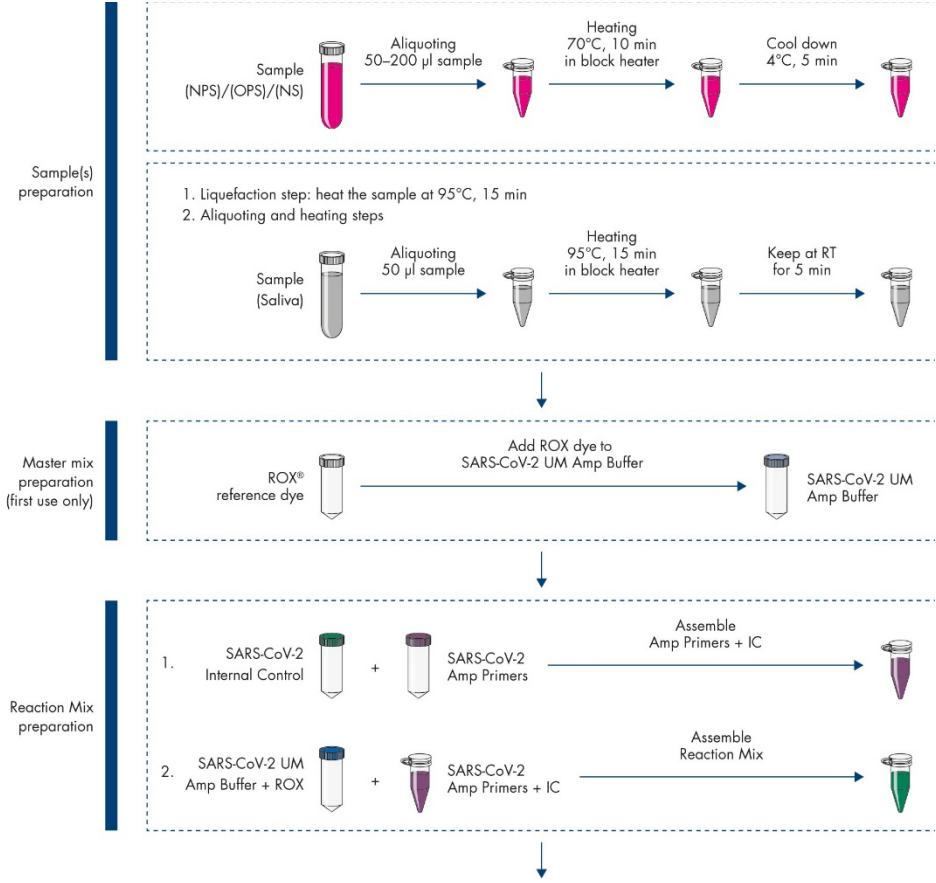 Sample(s)
preparation
Sample
(NPS)/(OPS)/(NS)
Aliquoting
50–200 µl sample
Heating
70°C, 10 min
in block heater
Cool down
4°C, 5 min
1. Liquefaction step: heat the sample at 95°C, 15 min
2. Aliquoting and heating steps
Sample
(Saliva)
Aliquoting
50 µl sample
Heating
95°C, 15 min
in block heater
Keep at RT
for 5 min
Master mix
preparation
(first use only)
ROX®
reference dye
Add ROX dye to
SARS-CoV-2 UM Amp Buffer
SARS-CoV-2 UM
Amp Buffer
Reaction Mix
preparation
1.
SARS-CoV-2
Internal Control
+
SARS-CoV-2
Amp Primers
Assemble
Amp Primers + IC
2.
SARS-CoV-2 UM
Amp Buffer + ROX
+
SARS-CoV-2
Amp Primers + IC
Assemble
Reaction Mix